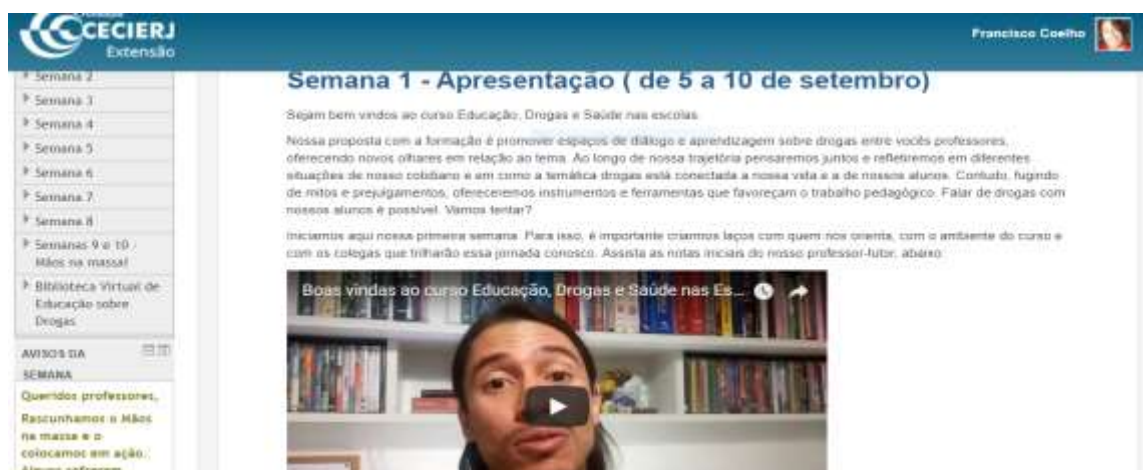 CECIERJ
Extensão
Francisco Coelho
Semana 2
Semana 3
Semana 4
Semana 5
Semana 6
Semana 7
Semana 8
Semanas 9 e 10
Mãos na massa!
Biblioteca Virtual de
Educação sobre
Drogas
AVISOS DA
SEMANA
Queridos professores,
Rascunhamos o Mãos
na massa e o
colocamos em ação.
Semana 1 - Apresentação ( de 5 a 10 de setembro)
Sejam bem vindos ao curso Educação, Drogas e Saúde nas escolas.
Nossa proposta com a formação é promover espaços de diálogo e aprendizagem sobre drogas entre vocês professores,
oferecendo novos olhares em relação ao tema. Ao longo de nossa trajetória pensaremos juntos e refletiremos em diferentes
situações de nosso cotidiano e em como a temática drogas está conectada a nossa vida e a de nossos alunos. Contudo, fugindo
de mitos e prejulgamentos, ofereceremos instrumentos e ferramentas que favoreçam o trabalho pedagógico. Falar de drogas com
nossos alunos é possível. Vamos tentar?
Iniciamos aqui nossa primeira semana. Para isso, é importante criarmos laços com quem nos orienta, com o ambiente do curso e
com os colegas que trilharão essa jornada conosco. Assista as notas iniciais do nosso professor-tutor, abaixo:
Boas vindas ao curso Educação, Drogas e Saúde nas Es...